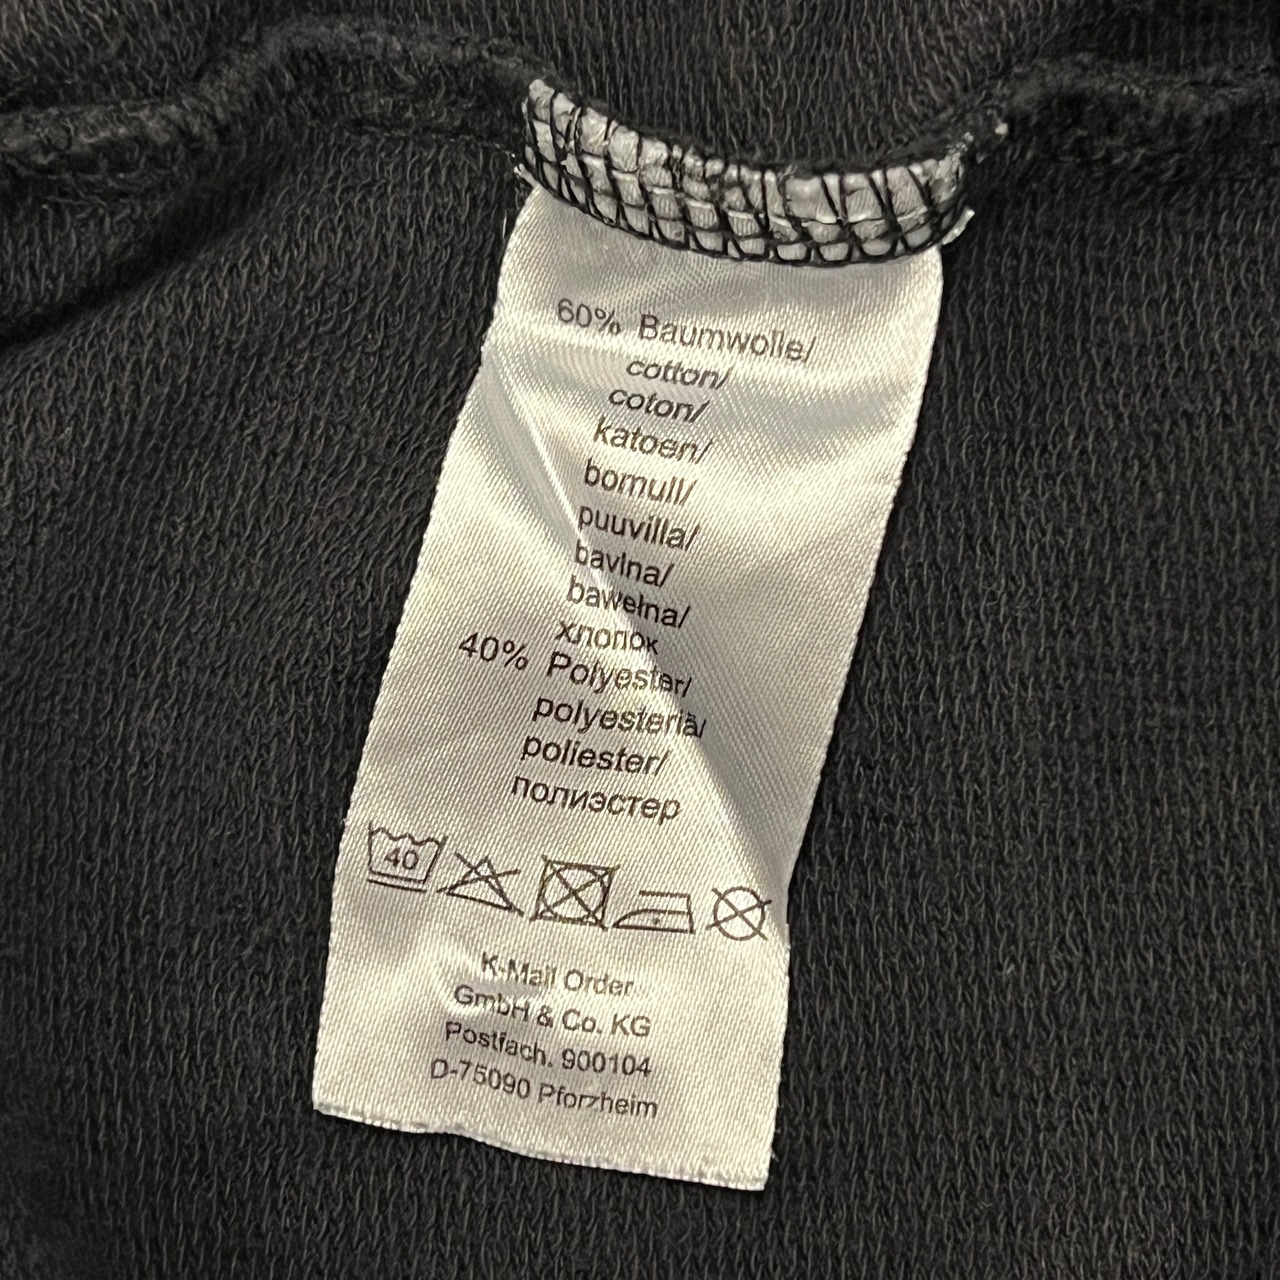 60% Baumwolle/
cotton/
coton/
katoen/
bomull/
puuvilla/
bavlna/
bawełna/
хлопок
40% Polyester/
polyesteriä/
poliester/
полиэстер
40
K-Mail Order
GmbH & Co. KG
Postfach. 900104
D-75090 Pforzheim